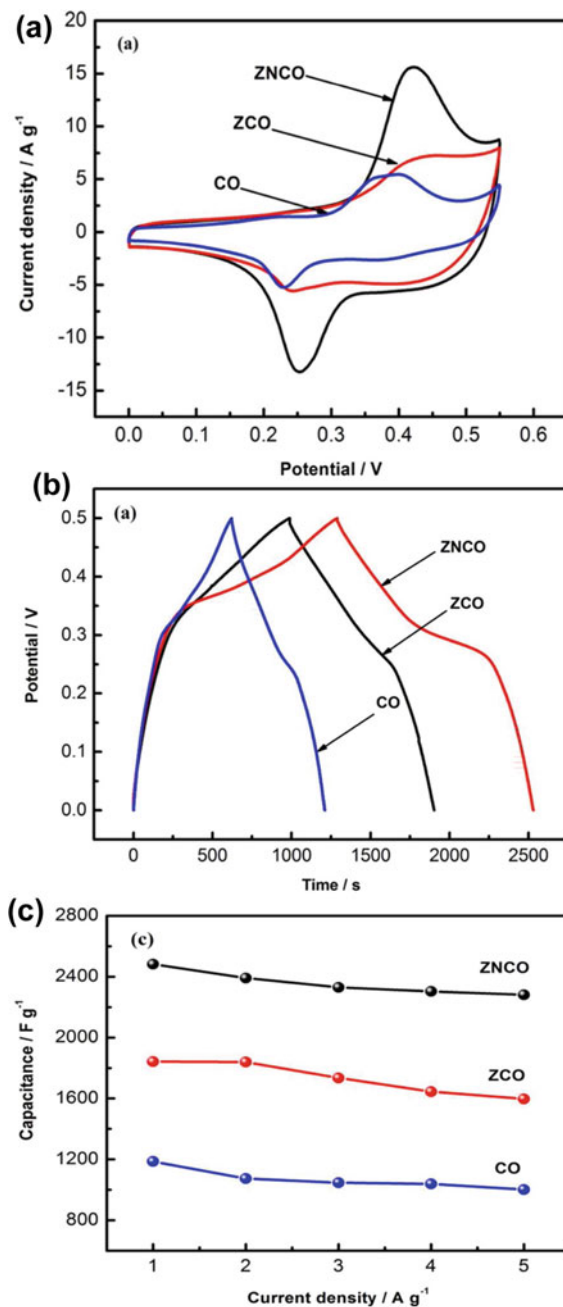 (a)
(a)
20
15
10
5
0
-5
-10
-15
ZNCO
ZCO
CO
Current density / A g⁻¹
0.0 0.1 0.2 0.3 0.4 0.5 0.6
Potential / V
(b)
(a)
0.5
0.4
0.3
0.2
0.1
0.0
ZNCO
ZCO
CO
Potential / V
0 500 1000 1500 2000 2500
Time / s
(c)
(c)
2800
2400
2000
1600
1200
800
ZNCO
ZCO
CO
Capacitance / F g⁻¹
1 2 3 4 5
Current density / A g⁻¹